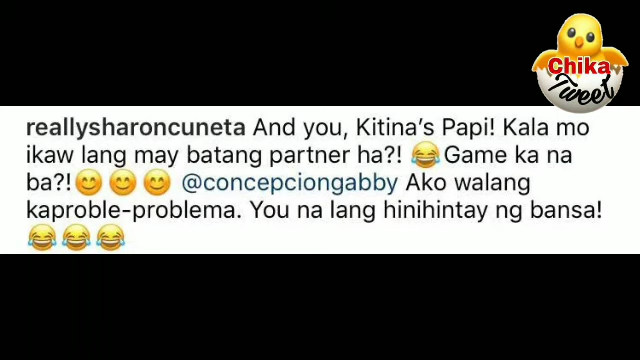 Chika
Tweet
reallysharoncuneta And you, Kitina's Papi! Kala mo
ikaw lang may batang partner ha?! 😂Game ka na
ba?!😊😊😊 @concepciongabby Ako walang
kaproble-problema. You na lang hinihintay ng bansa!
😂😂😂